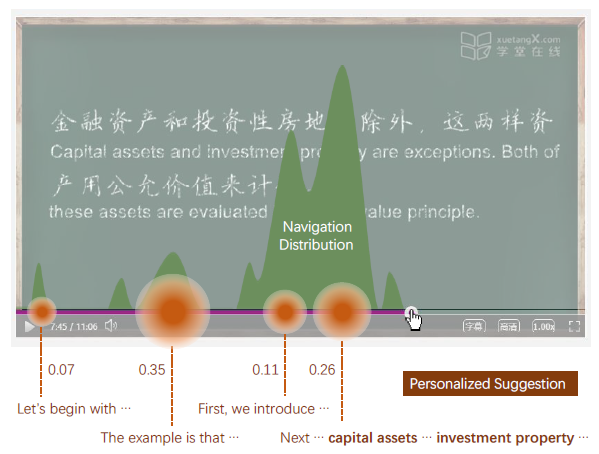 xuetangX.com
学堂在线
金融资产和投资性房地 除外，这两样资
Capital assets and investment property are exceptions. Both of
产用公允价值来计
these assets are evaluated value principle.
Navigation
Distribution
7:45 / 11:06 字幕 高清 1.00x
0.07 0.35 0.11 0.26
Personalized Suggestion
Let's begin with ··· First, we introduce ···
The example is that ··· Next ··· capital assets ··· investment property ···